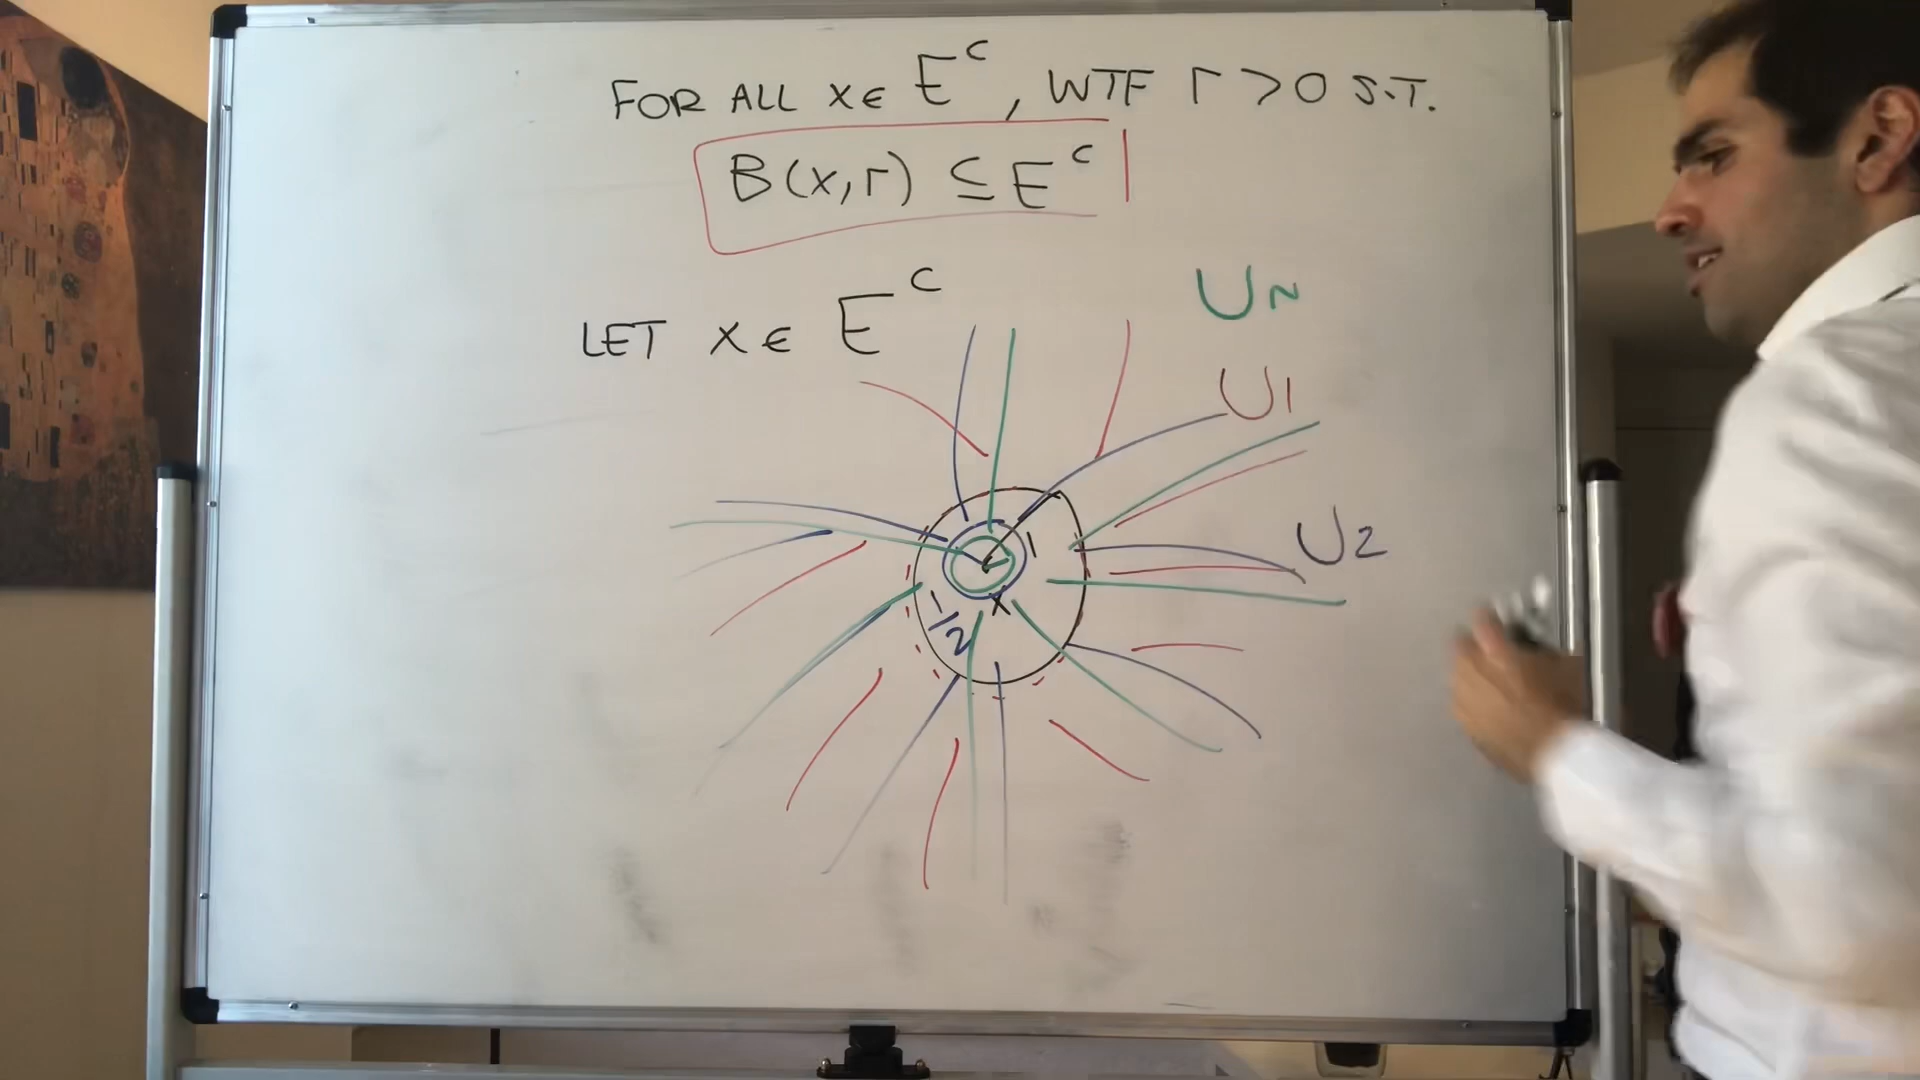 FOR ALL X ∈ E^C, WTF r > 0 S.T.
B(X, r) ⊆ E^C
LET X ∈ E^C
UN
U1
U2
1
X
1/2